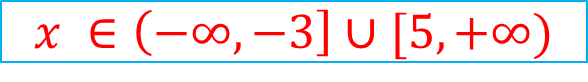 x ∈ (−∞, −3] ∪ [5, +∞)